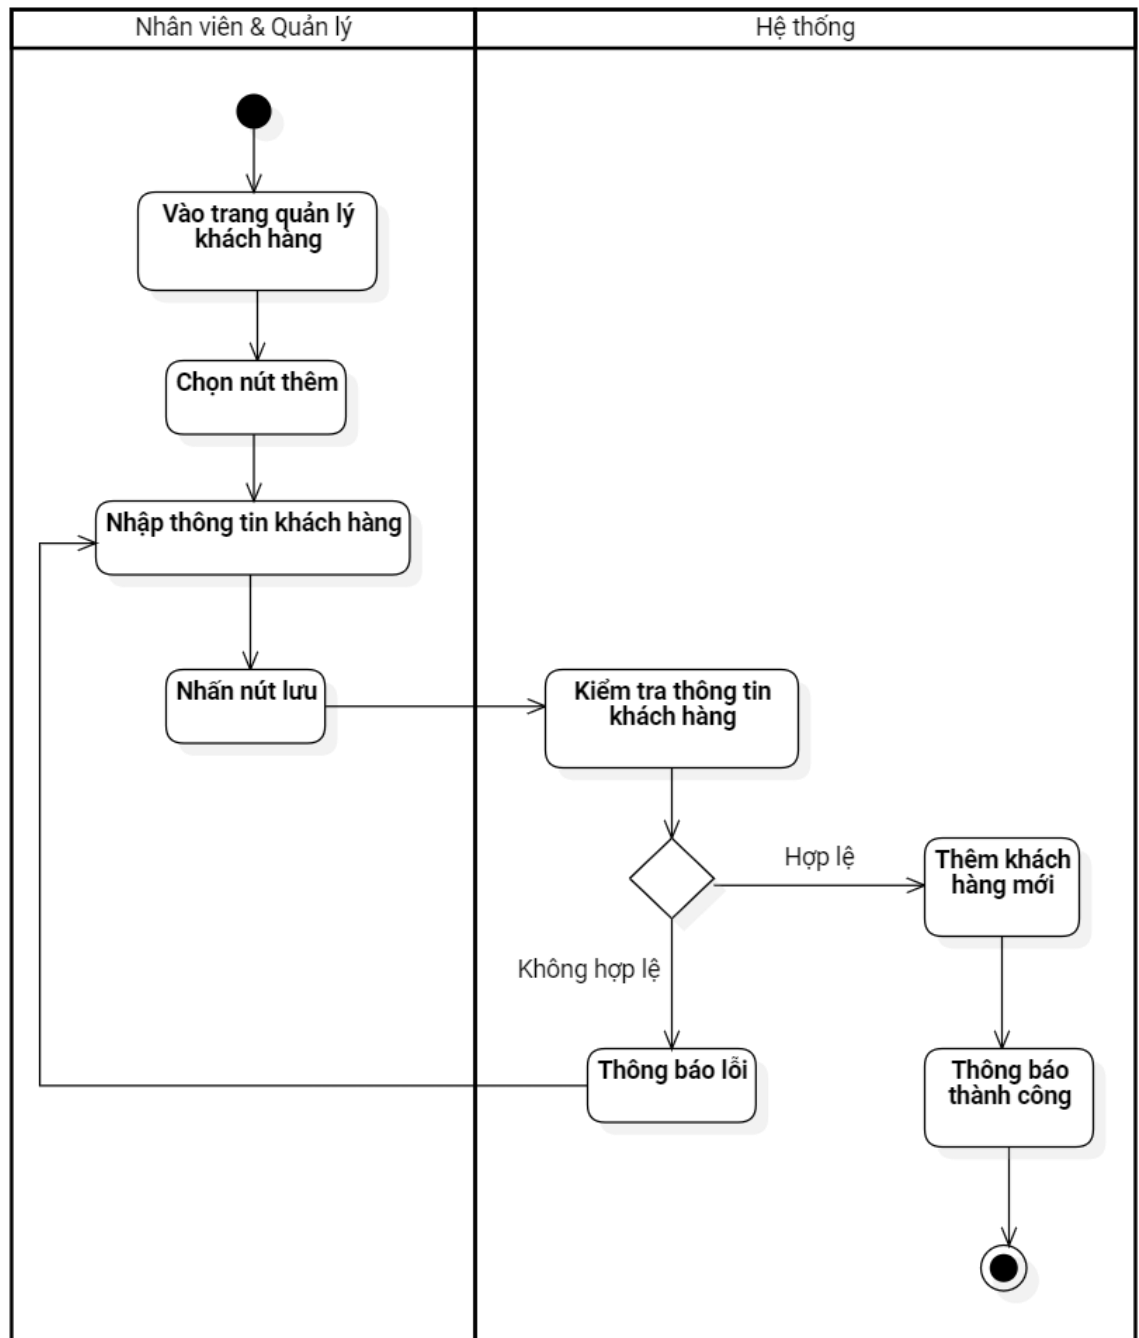 Nhân viên & Quản lý
Hệ thống
Vào trang quản lý
khách hàng
Chọn nút thêm
Nhập thông tin khách hàng
Nhấn nút lưu
Kiểm tra thông tin
khách hàng
Hợp lệ
Thêm khách
hàng mới
Không hợp lệ
Thông báo lỗi
Thông báo
thành công